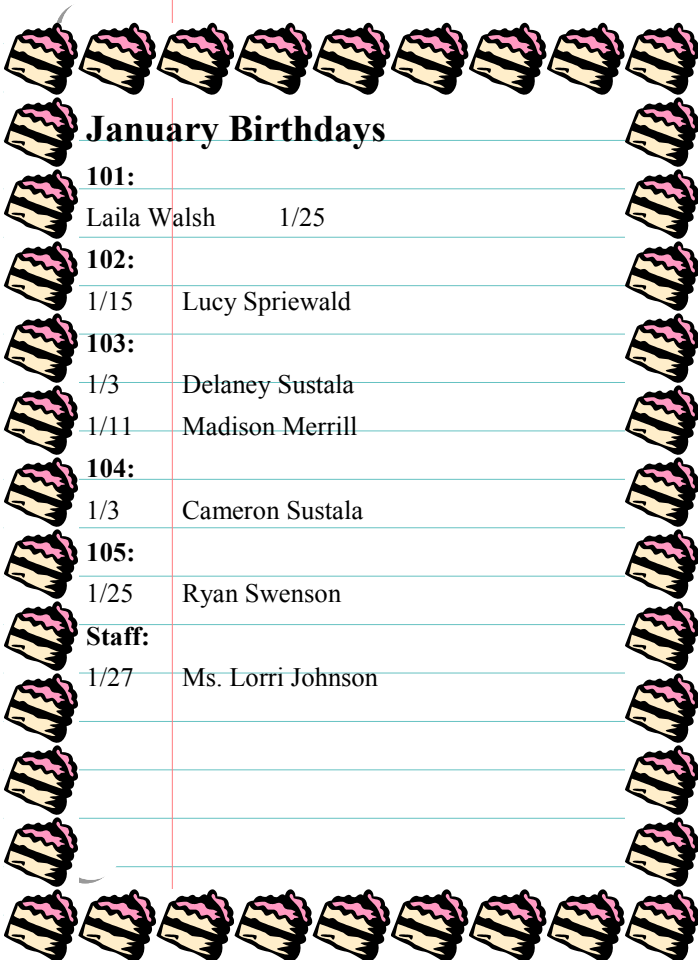 January Birthdays
101:
Laila Walsh 1/25
102:
1/15 Lucy Spriewald
103:
1/3 Delaney Sustala
1/11 Madison Merrill
104:
1/3 Cameron Sustala
105:
1/25 Ryan Swenson
Staff:
1/27 Ms. Lorri Johnson